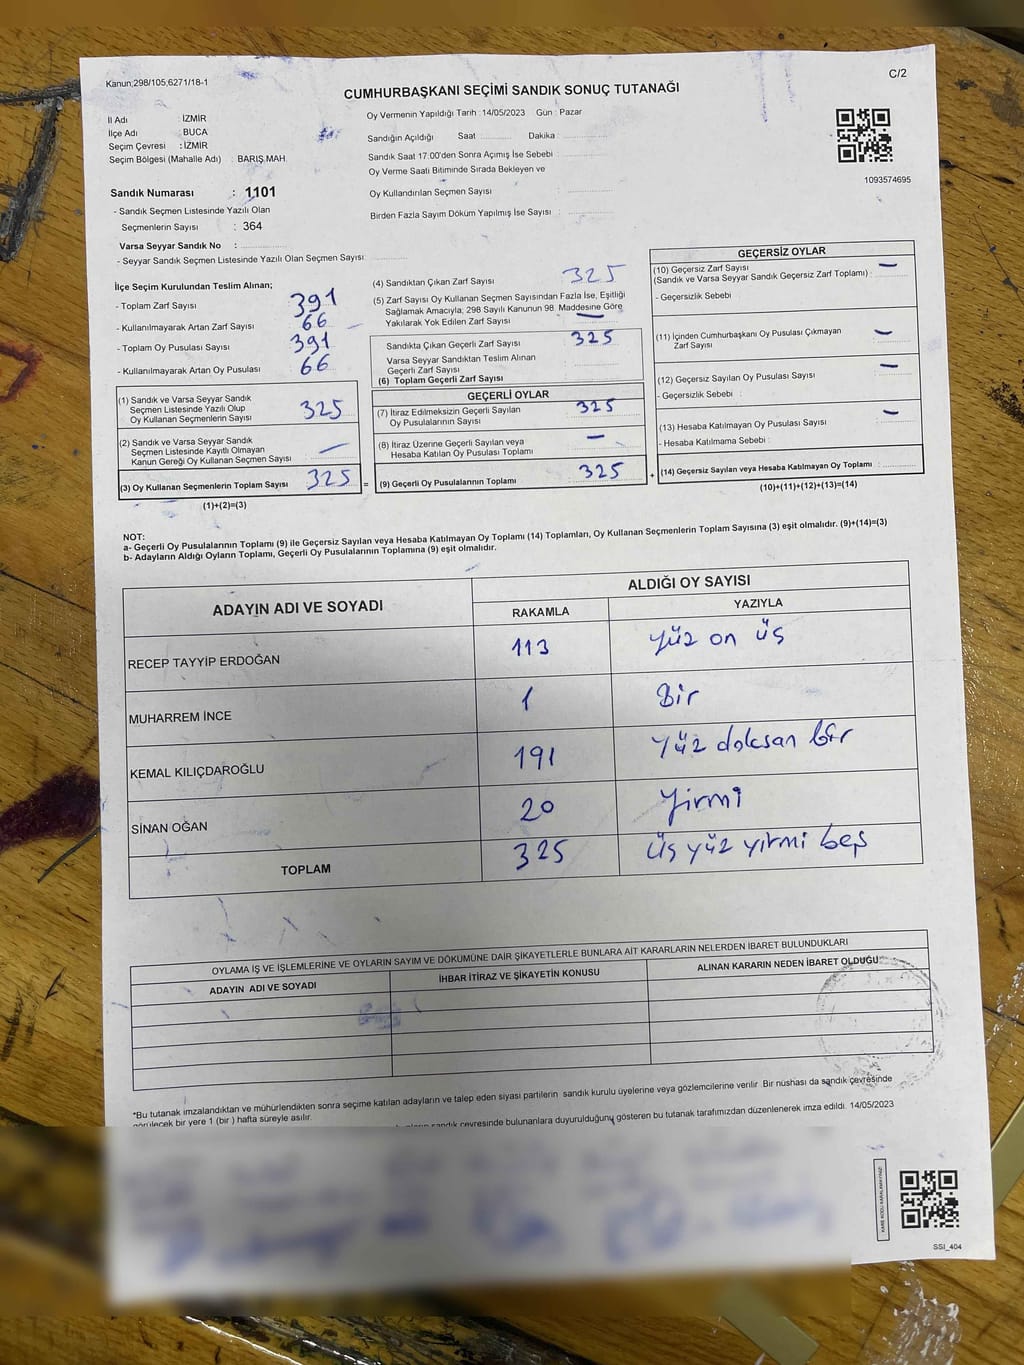 Kanun,298/105,6271/18-1
C/2
CUMHURBAŞKANI SEÇİMİ SANDIK SONUÇ TUTANAĞI
İl Adı : İZMİR
İlçe Adı : BUCA
Seçim Çevresi : İZMİR
Seçim Bölgesi (Mahalle Adı) : BARIŞ MAH.
Sandık Numarası : 1101
- Sandık Seçmen Listesinde Yazılı Olan
Seçmenlerin Sayısı : 364
Varsa Seyyar Sandık No :
- Seyyar Sandık Seçmen Listesinde Yazılı Olan Seçmen Sayısı:
Oy Vermenin Yapıldığı Tarih : 14/05/2023 Gün : Pazar
Sandığın Açıldığı Saat Dakika :
Sandık Saat 17:00'den Sonra Açımış İse Sebebi :
Oy Verme Saati Bitiminde Sırada Bekleyen ve
Oy Kullandırılan Seçmen Sayısı :
Birden Fazla Sayım Döküm Yapılmış İse Sayısı :
1093574695
İlçe Seçim Kurulundan Teslim Alınan;
- Toplam Zarf Sayısı 391
- Kullanılmayarak Artan Zarf Sayısı 66
- Toplam Oy Pusulası Sayısı 391
- Kullanılmayarak Artan Oy Pusulası 66
(1) Sandık ve Varsa Seyyar Sandık
Seçmen Listesinde Yazılı Olup
Oy Kullanan Seçmenlerin Sayısı 325
(2) Sandık ve Varsa Seyyar Sandık
Seçmen Listesinde Kayıtlı Olmayan
Kanun Gereği Oy Kullanan Seçmen Sayısı : —
(3) Oy Kullanan Seçmenlerin Toplam Sayısı 325 =
(1)+(2)=(3)
(4) Sandıktan Çıkan Zarf Sayısı 325
(5) Zarf Sayısı Oy Kullanan Seçmen Sayısından Fazla İse, Eşitliği
Sağlamak Amacıyla; 298 Sayılı Kanunun 98. Maddesine Göre
Yakılarak Yok Edilen Zarf Sayısı : —
Sandıkta Çıkan Geçerli Zarf Sayısı : 325
Varsa Seyyar Sandıktan Teslim Alınan
Geçerli Zarf Sayısı :
(6) Toplam Geçerli Zarf Sayısı :
GEÇERLİ OYLAR
(7) İtiraz Edilmeksizin Geçerli Sayılan
Oy Pusulalarının Sayısı : 325
(8) İtiraz Üzerine Geçerli Sayılan veya
Hesaba Katılan Oy Pusulası Toplamı : —
(9) Geçerli Oy Pusulalarının Toplamı : 325 +
GEÇERSİZ OYLAR
(10) Geçersiz Zarf Sayısı
(Sandık ve Varsa Seyyar Sandık Geçersiz Zarf Toplamı) : —
- Geçersizlik Sebebi
(11) İçinden Cumhurbaşkanı Oy Pusulası Çıkmayan
Zarf Sayısı : —
(12) Geçersiz Sayılan Oy Pusulası Sayısı : —
- Geçersizlik Sebebi :
(13) Hesaba Katılmayan Oy Pusulası Sayısı : —
- Hesaba Katılmama Sebebi :
(14) Geçersiz Sayılan veya Hesaba Katılmayan Oy Toplamı :
(10)+(11)+(12)+(13)=(14)
NOT:
a- Geçerli Oy Pusulalarının Toplamı (9) ile Geçersiz Sayılan veya Hesaba Katılmayan Oy Toplamı (14) Toplamları, Oy Kullanan Seçmenlerin Toplam Sayısına (3) eşit olmalıdır. (9)+(14)=(3)
b- Adayların Aldığı Oyların Toplamı, Geçerli Oy Pusulalarının Toplamına (9) eşit olmalıdır.
ADAYIN ADI VE SOYADI
ALDIĞI OY SAYISI
RAKAMLA YAZIYLA
RECEP TAYYİP ERDOĞAN 113 yüz on üç
MUHARREM İNCE 1 Bir
KEMAL KILIÇDAROĞLU 191 yüz doksan bir
SİNAN OĞAN 20 yirmi
TOPLAM 325 üç yüz yirmi beş
OYLAMA İŞ VE İŞLEMLERİNE VE OYLARIN SAYIM VE DÖKÜMÜNE DAİR ŞİKAYETLERLE BUNLARA AİT KARARLARIN NELERDEN İBARET BULUNDUKLARI
ADAYIN ADI VE SOYADI İHBAR İTİRAZ VE ŞİKAYETİN KONUSU ALINAN KARARIN NEDEN İBARET OLDUĞU
*Bu tutanak imzalandıktan ve mühürlendikten sonra seçime katılan adayların ve talep eden siyasi partilerin sandık kurulu üyelerine veya gözlemcilerine verilir. Bir nüshası da sandık çevresinde
görülecek bir yere 1 (bir ) hafta süreyle asılır.
sandık çevresinde bulunanlara duyurulduğunu gösteren bu tutanak tarafımızdan düzenlenerek imza edildi. 14/05/2023
SSİ_404